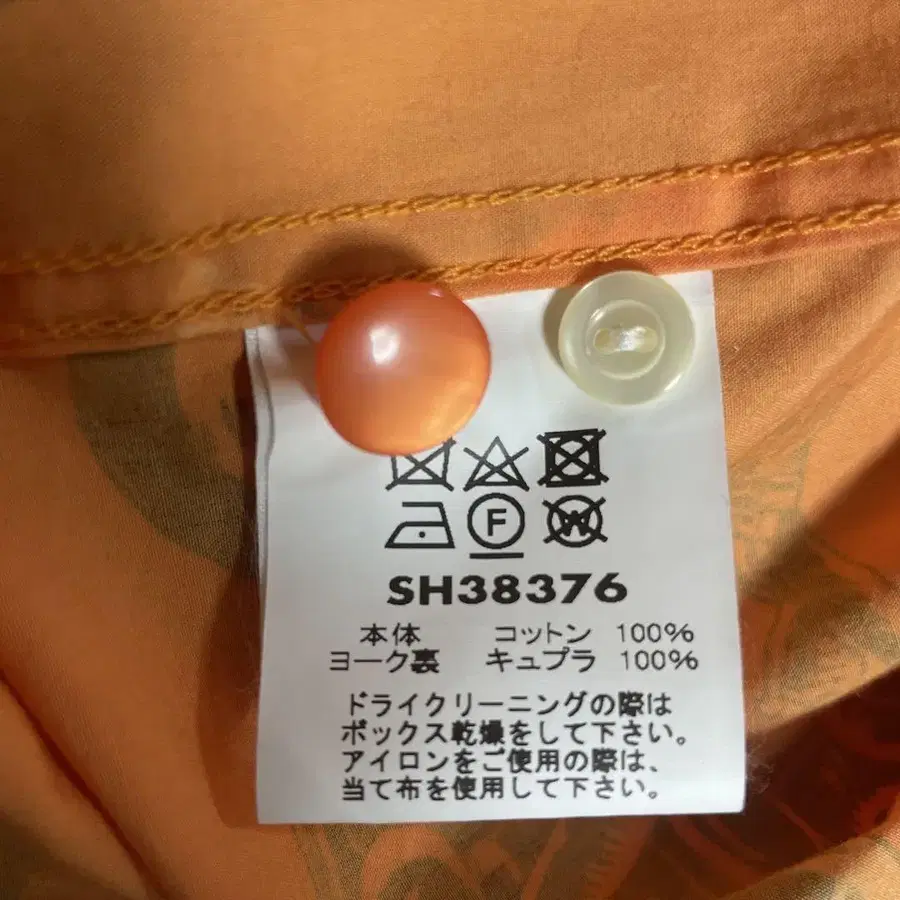 F W
SH38376
本体 コットン 100%
ヨーク裏 キュプラ 100%
ドライクリーニングの際は
ボックス乾燥をして下さい。
アイロンをご使用の際は、
当て布を使用して下さい。